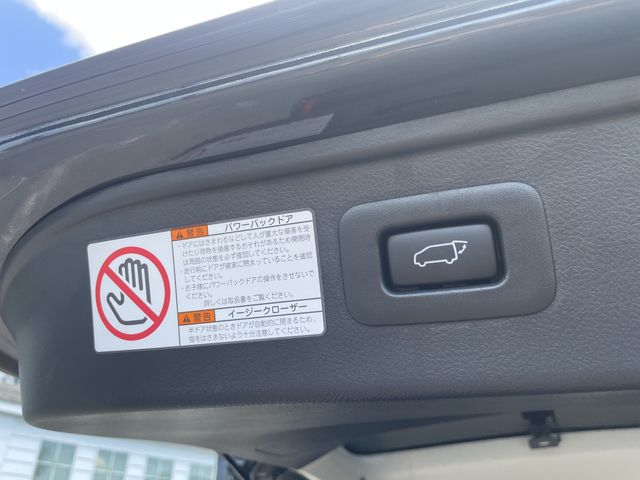 警告 パワーバックドア
・ドアにはさまれるなどして人が重大な傷害を受
けたり荷物を損傷するおそれがあるため開閉時
は周囲の状態を必ず確認してください。
・走行前にドアが確実に閉まっていることを確認
してください。
・お子様にパワーバックドアの操作をさせないで
ください。
詳しくは取扱書をご覧ください。
警告 イージークローザー
半ドア状態のときドアが自動的に閉まるため、
指をはさまないよう十分注意してください。